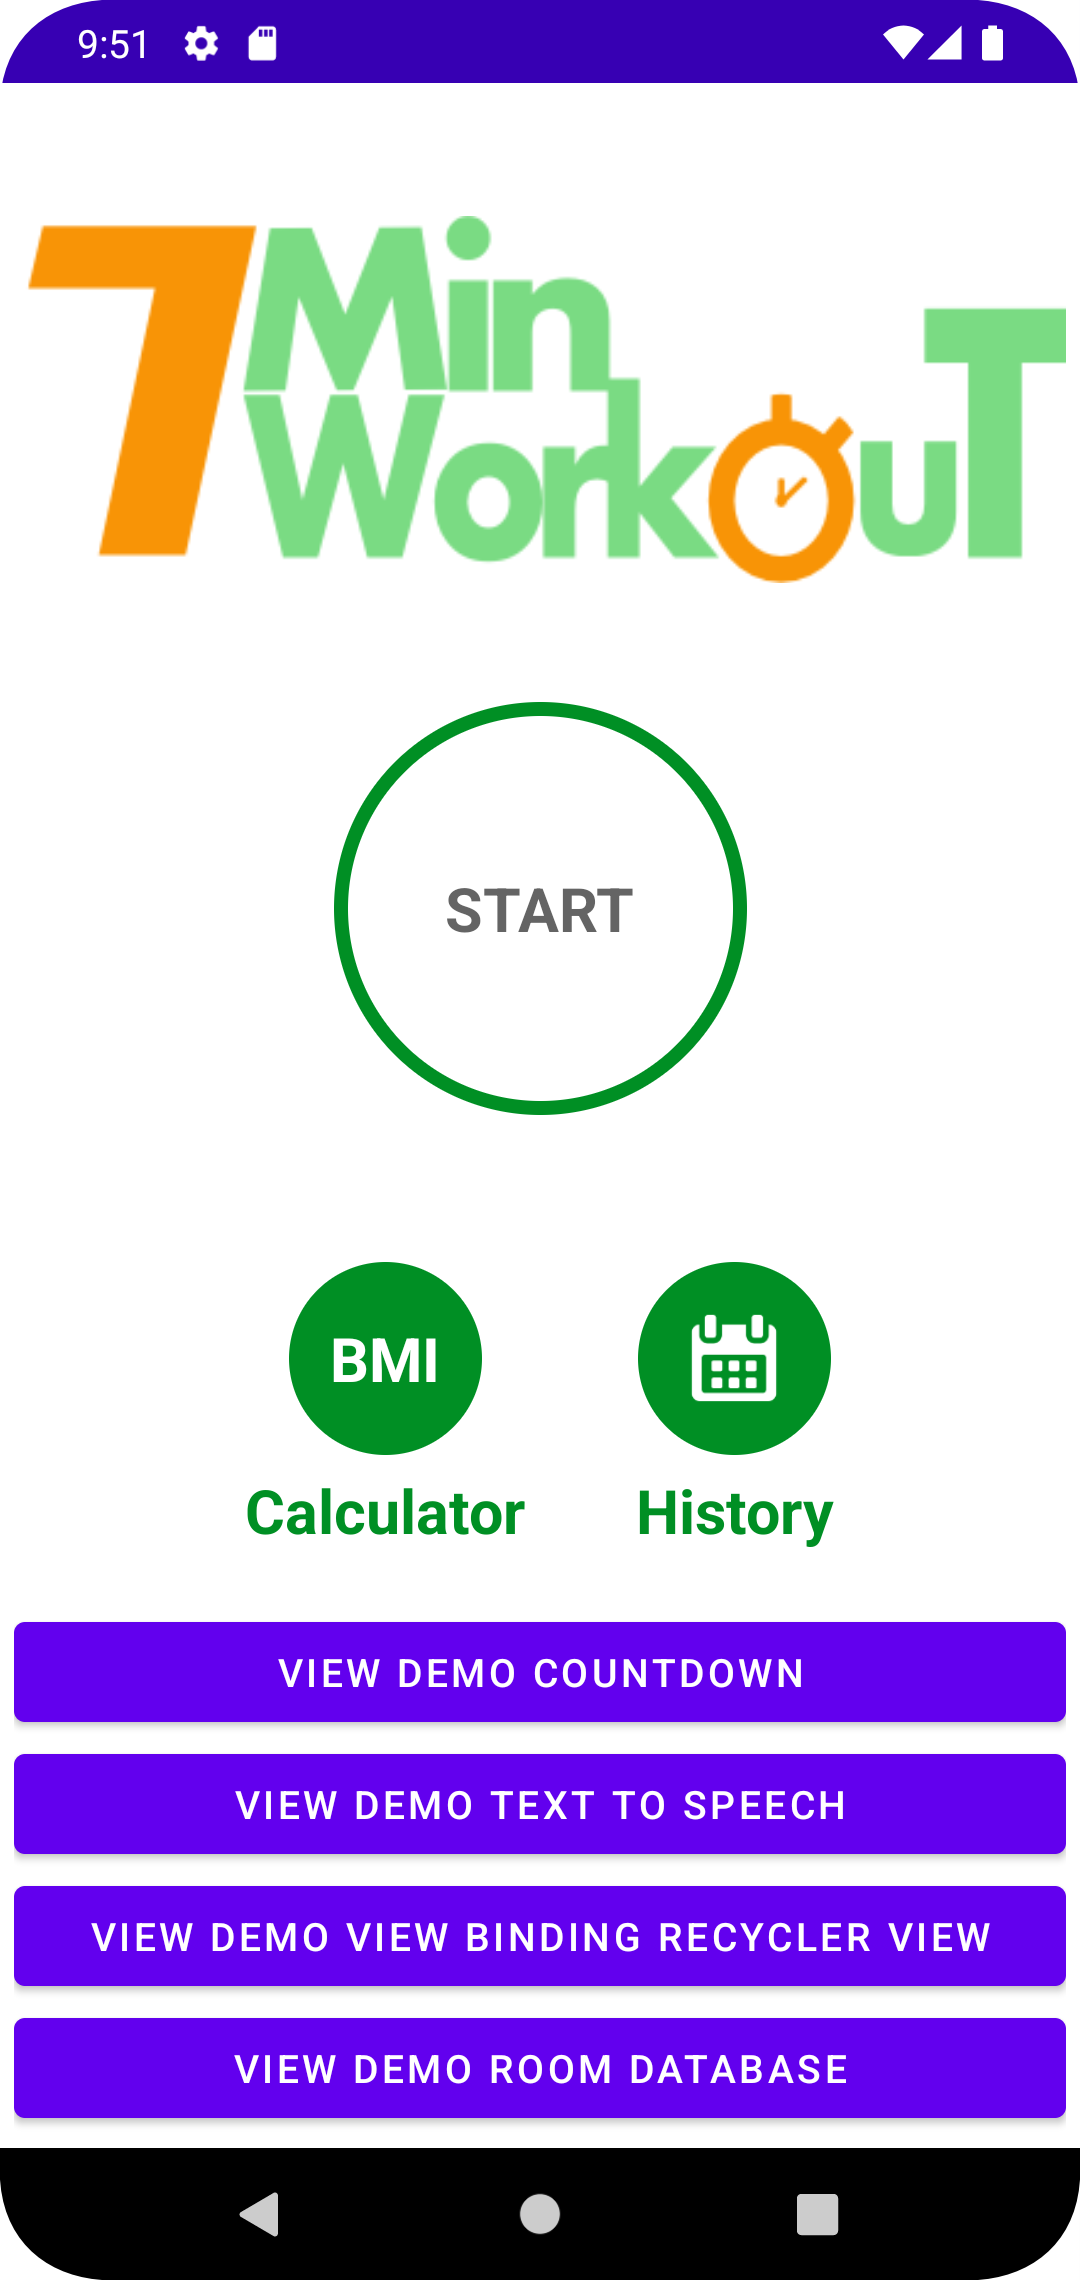 9:51
7 Min
WorkouT
START
BMI
Calculator
History
VIEW DEMO COUNTDOWN
VIEW DEMO TEXT TO SPEECH
VIEW DEMO VIEW BINDING RECYCLER VIEW
VIEW DEMO ROOM DATABASE